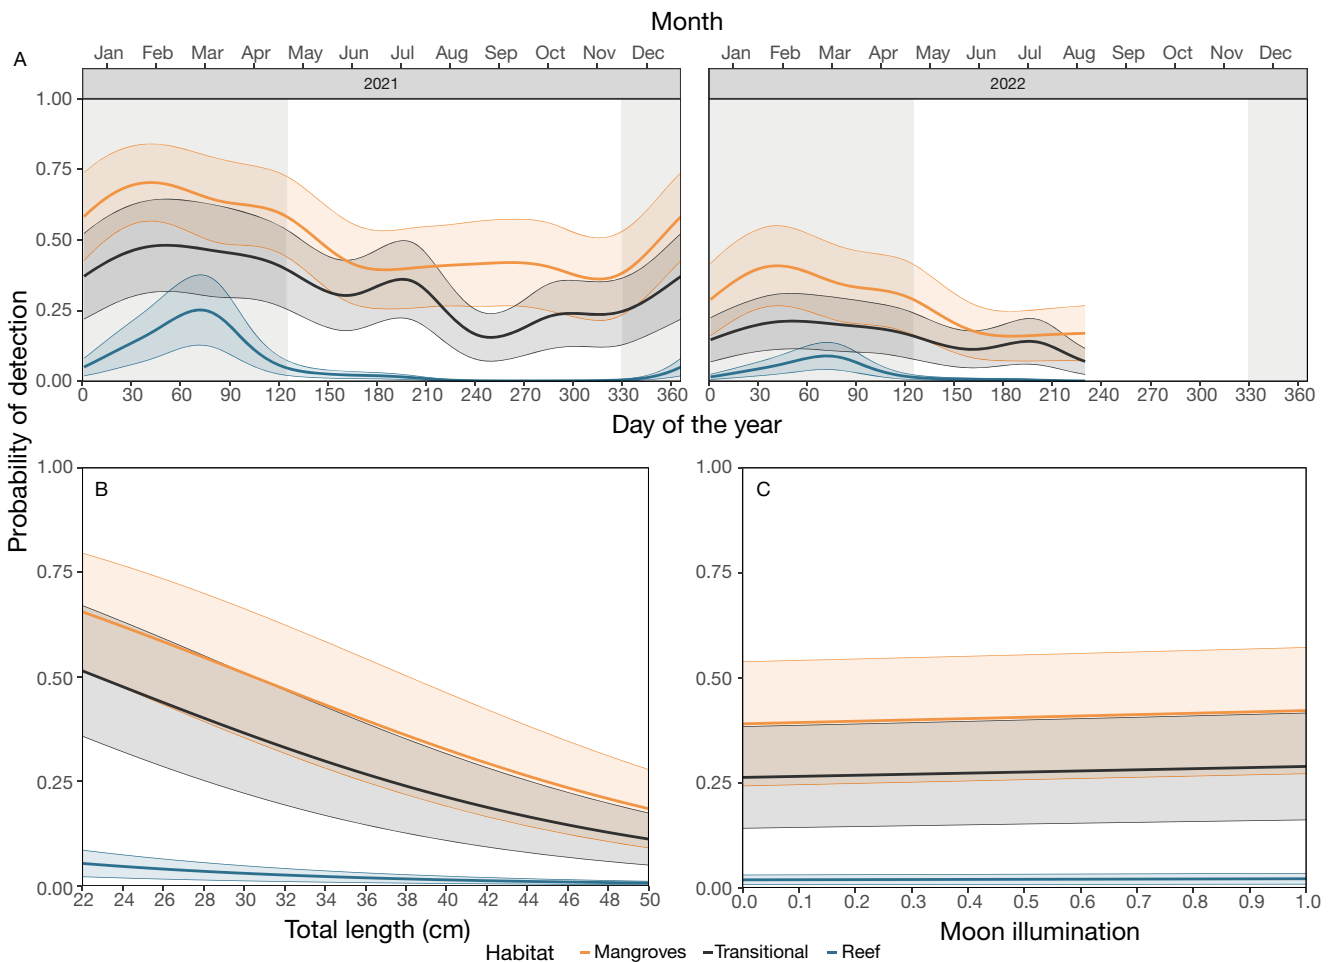 Month
A
Jan Feb Mar Apr May Jun Jul Aug Sep Oct Nov Dec
Jan Feb Mar Apr May Jun Jul Aug Sep Oct Nov Dec
2021
2022
1.00
0.75
0.50
0.25
0.00
0 30 60 90 120 150 180 210 240 270 300 330 360
0 30 60 90 120 150 180 210 240 270 300 330 360
Day of the year
Probability of detection
B
1.00
0.75
0.50
0.25
0.00
22 24 26 28 30 32 34 36 38 40 42 44 46 48 50
Total length (cm)
C
1.00
0.75
0.50
0.25
0.00
0.0 0.1 0.2 0.3 0.4 0.5 0.6 0.7 0.8 0.9 1.0
Moon illumination
Habitat Mangroves Transitional Reef